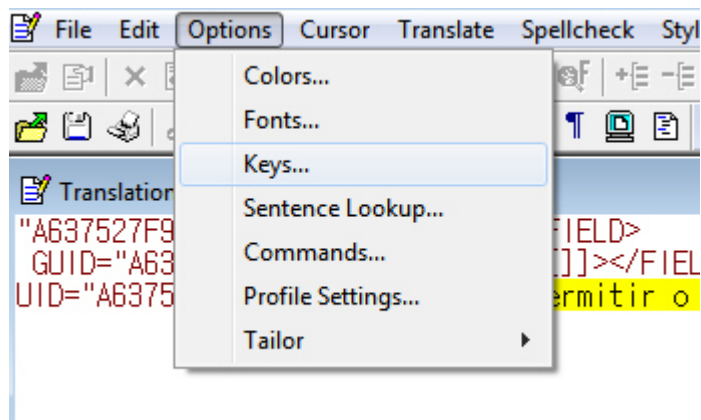 File Edit Options Cursor Translate Spellcheck Styl
Colors...
Fonts...
Keys...
Sentence Lookup...
Commands...
Profile Settings...
Tailor
Translation
"A637527F9 FIELD>
GUID="A63 []]></FIEL
UID="A6375 ermitir o